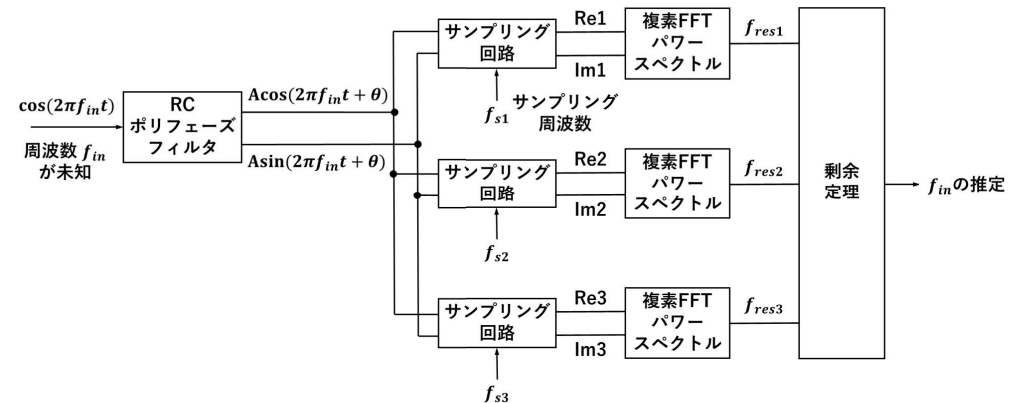 cos(2πf_in t)
周波数 f_in
が未知
RC
ポリフェーズ
フィルタ
Acos(2πf_in t + θ)
Asin(2πf_in t + θ)
サンプリング
回路
f_s1
サンプリング
周波数
Re1
Im1
複素FFT
パワー
スペクトル
f_res1
サンプリング
回路
f_s2
Re2
Im2
複素FFT
パワー
スペクトル
f_res2
サンプリング
回路
f_s3
Re3
Im3
複素FFT
パワー
スペクトル
f_res3
剰余
定理
f_inの推定